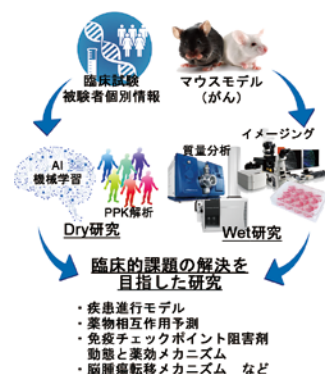 臨床試験
被験者個別情報
マウスモデル
(がん)
イメージング
質量分析
AI
機械学習
PPK解析
Dry研究
Wet研究
臨床的課題の解決を
目指した研究
・疾患進行モデル
・薬物相互作用予測
・免疫チェックポイント阻害剤
動態と薬効メカニズム
・脳腫瘍転移メカニズム など